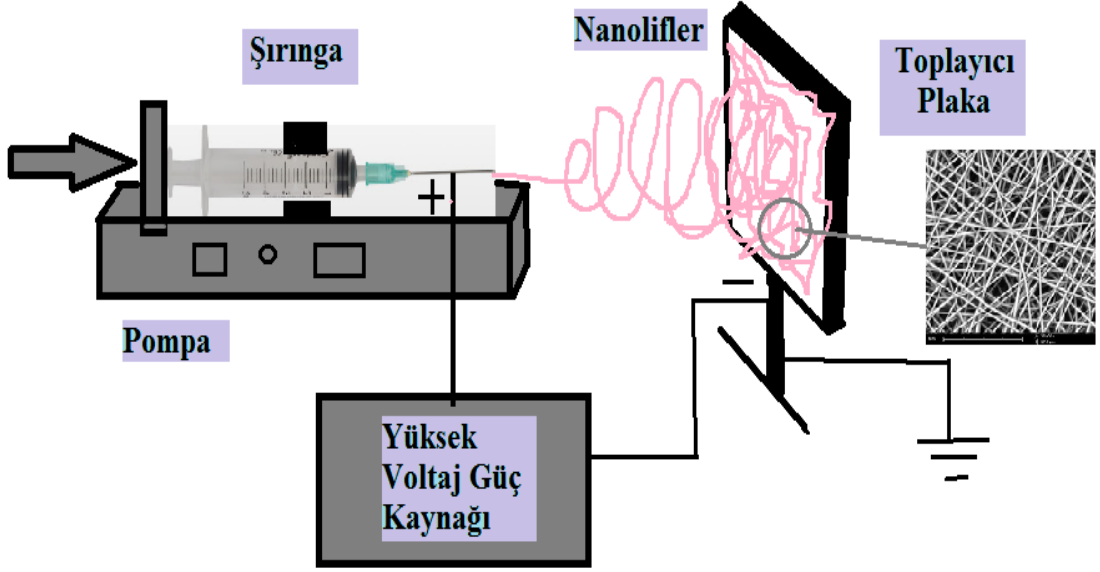 Şırınga
Nanolifler
Toplayıcı
Plaka
+
−
Pompa
Yüksek
Voltaj Güç
Kaynağı